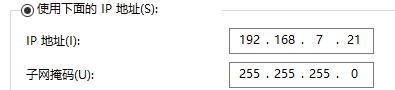 使用下面的 IP 地址(S):
IP 地址(I): 192 . 168 . 7 . 21
子网掩码(U): 255 . 255 . 255 . 0